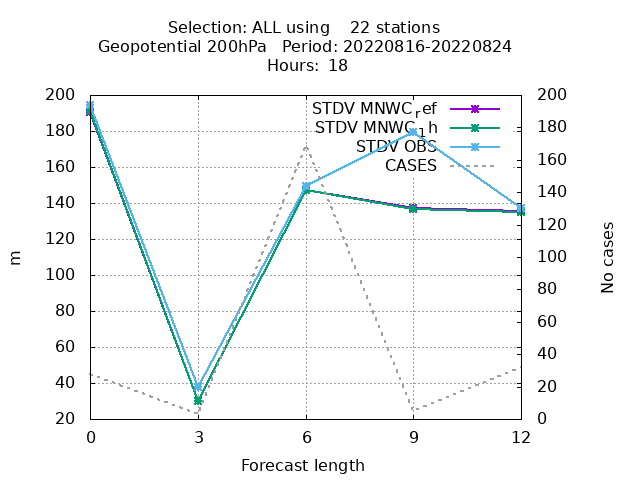 Selection: ALL using    22 stations
Geopotential 200hPa   Period: 20220816-20220824
Hours:  18
STDV MNWC_ref
STDV MNWC_1h
STDV OBS
CASES
200
180
160
140
120
100
80
60
40
20
m
200
180
160
140
120
100
80
60
40
20
0
No cases
0 3 6 9 12
Forecast length